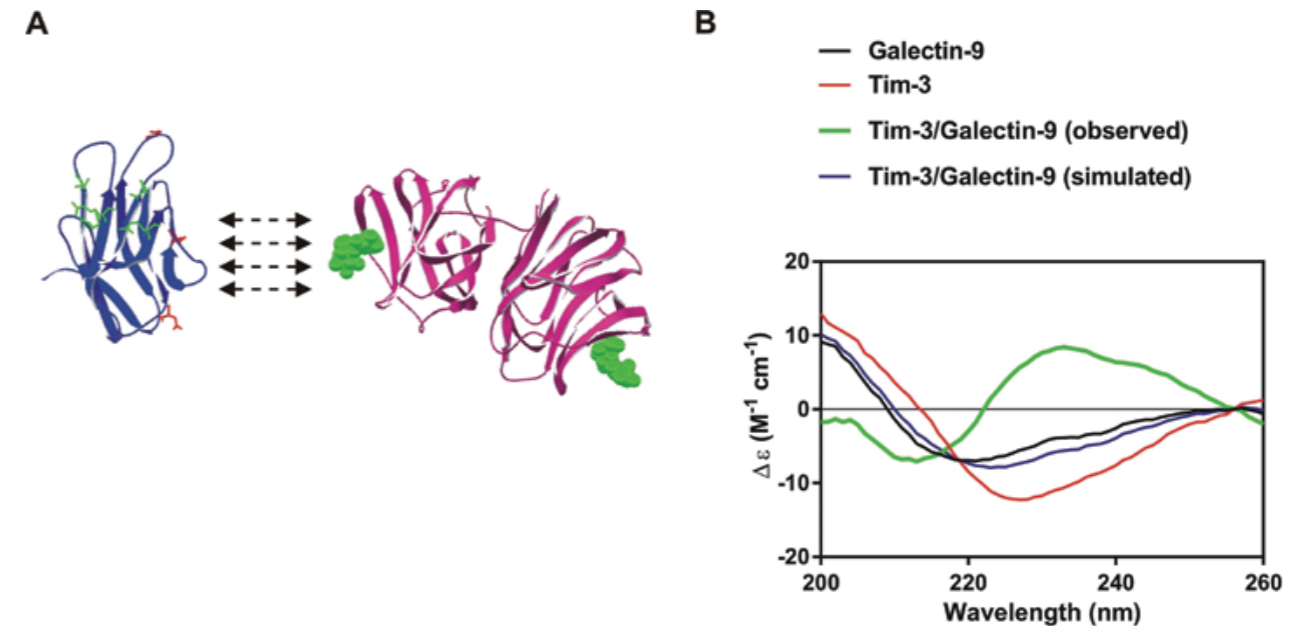 A
B
Galectin-9
Tim-3
Tim-3/Galectin-9 (observed)
Tim-3/Galectin-9 (simulated)
20
10
0
-10
-20
Δε (M⁻¹ cm⁻¹)
200
220
240
260
Wavelength (nm)